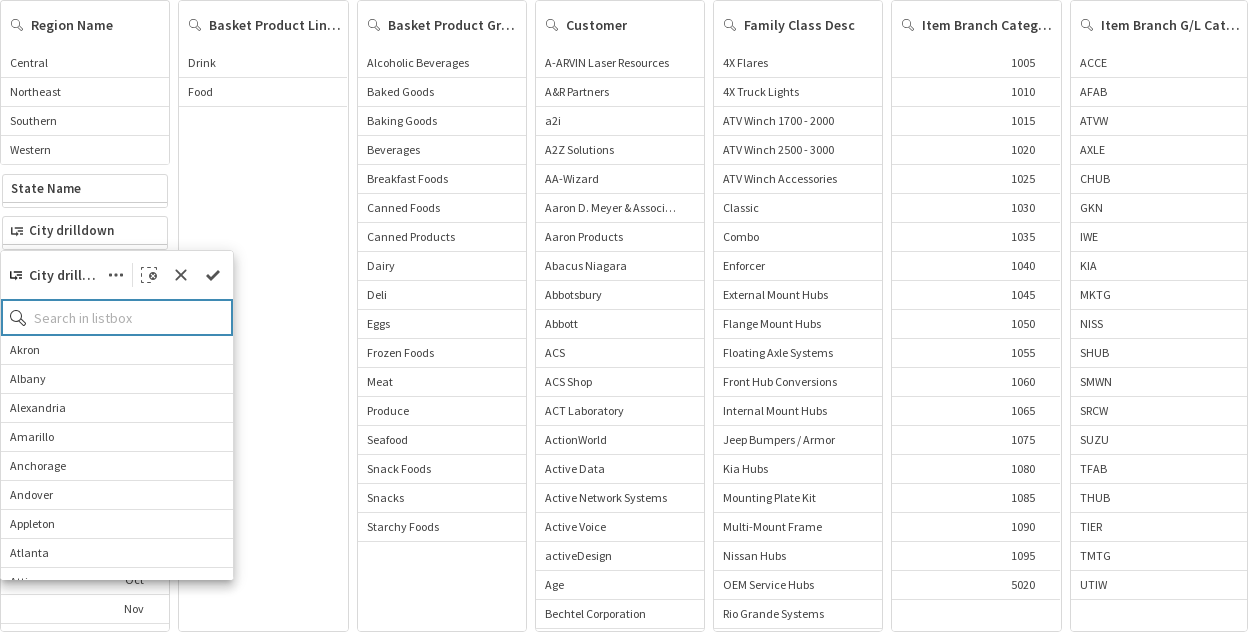 Region Name
Central
Northeast
Southern
Western
State Name
City drilldown
City drill...
Search in listbox
Akron
Albany
Alexandria
Amarillo
Anchorage
Andover
Appleton
Atlanta
Oct
Nov
Basket Product Lin...
Drink
Food
Basket Product Gr...
Alcoholic Beverages
Baked Goods
Baking Goods
Beverages
Breakfast Foods
Canned Foods
Canned Products
Dairy
Deli
Eggs
Frozen Foods
Meat
Produce
Seafood
Snack Foods
Snacks
Starchy Foods
Customer
A-ARVIN Laser Resources
A&R Partners
a2i
A2Z Solutions
AA-Wizard
Aaron D. Meyer & Associ...
Aaron Products
Abacus Niagara
Abbotsbury
Abbott
ACS
ACS Shop
ACT Laboratory
ActionWorld
Active Data
Active Network Systems
Active Voice
activeDesign
Age
Bechtel Corporation
Family Class Desc
4X Flares
4X Truck Lights
ATV Winch 1700 - 2000
ATV Winch 2500 - 3000
ATV Winch Accessories
Classic
Combo
Enforcer
External Mount Hubs
Flange Mount Hubs
Floating Axle Systems
Front Hub Conversions
Internal Mount Hubs
Jeep Bumpers / Armor
Kia Hubs
Mounting Plate Kit
Multi-Mount Frame
Nissan Hubs
OEM Service Hubs
Rio Grande Systems
Item Branch Categ...
1005
1010
1015
1020
1025
1030
1035
1040
1045
1050
1055
1060
1065
1075
1080
1085
1090
1095
5020
Item Branch G/L Cat...
ACCE
AFAB
ATVW
AXLE
CHUB
GKN
IWE
KIA
MKTG
NISS
SHUB
SMWN
SRCW
SUZU
TFAB
THUB
TIER
TMTG
UTIW